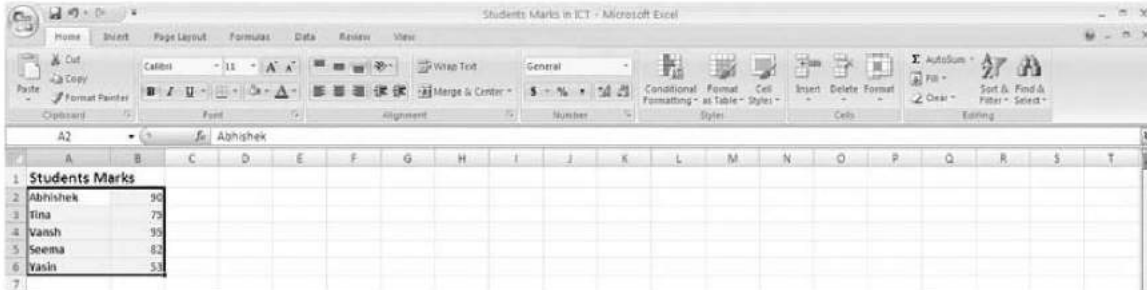 Students Marks in ICT - Microsoft Excel
Home Insert Page Layout Formulas Data Review View
Cut
Copy
Format Painter
Paste
Clipboard
Calibri 11
B I U
Font
Wrap Text
Merge & Center
Alignment
General
$ % ,
Number
Conditional Formatting
Format as Table
Cell Styles
Styles
Insert Delete Format
Cells
Σ AutoSum
Fill
Clear
Sort & Filter
Find & Select
Editing
A2 fx Abhishek
A B C D E F G H I J K L M N O P Q R S T
1 Students Marks
2 Abhishek 90
3 Tina 75
4 Vansh 95
5 Seema 82
6 Yasin 53
7